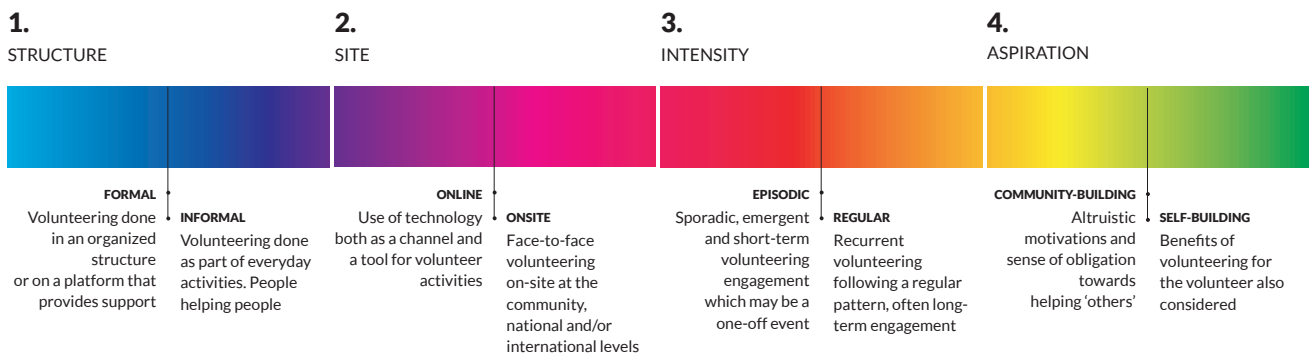 1.
STRUCTURE
FORMAL
Volunteering done
in an organized
structure
or on a platform that
provides support
INFORMAL
Volunteering done
as part of everyday
activities. People
helping people
2.
SITE
ONLINE
Use of technology
both as a channel and
a tool for volunteer
activities
ONSITE
Face-to-face
volunteering
on-site at the
community,
national and/or
international levels
3.
INTENSITY
EPISODIC
Sporadic, emergent
and short-term
volunteering
engagement
which may be a
one-off event
REGULAR
Recurrent
volunteering
following a regular
pattern, often long-
term engagement
4.
ASPIRATION
COMMUNITY-BUILDING
Altruistic
motivations and
sense of obligation
towards
helping ‘others’
SELF-BUILDING
Benefits of
volunteering for
the volunteer also
considered